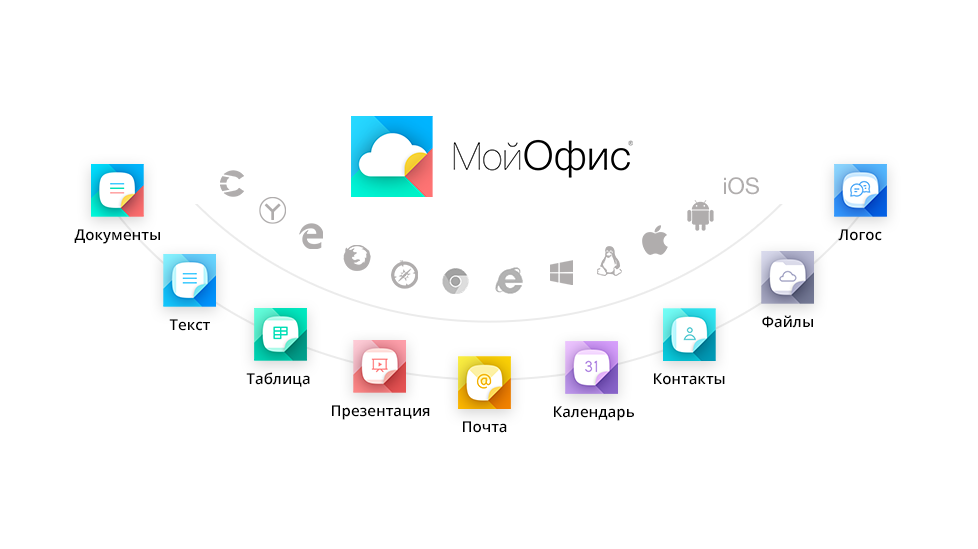 МойОфис®
iOS
Документы
Текст
Таблица
Презентация
@
Почта
31
Календарь
Контакты
Файлы
Логос